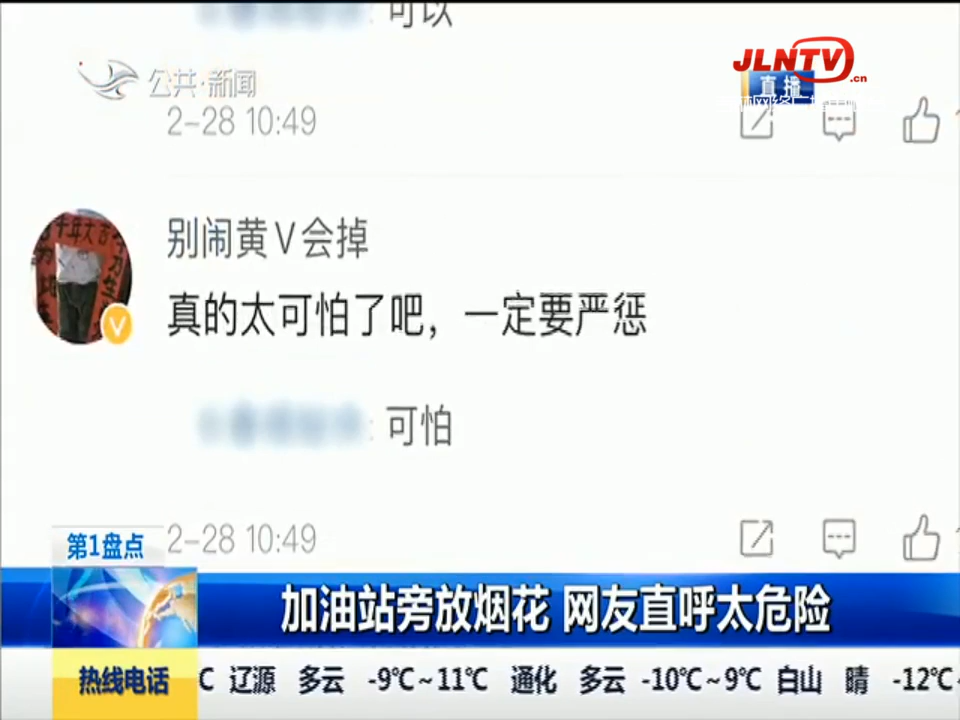 可以
公共·新闻
JLNTV.cn
直播
2-28 10:49
别闹黄V会掉
真的太可怕了吧，一定要严惩
: 可怕
2-28 10:49
第1盘点
加油站旁放烟花 网友直呼太危险
热线电话
℃ 辽源 多云 -9℃~11℃ 通化 多云 -10℃~9℃ 白山 晴 -12℃